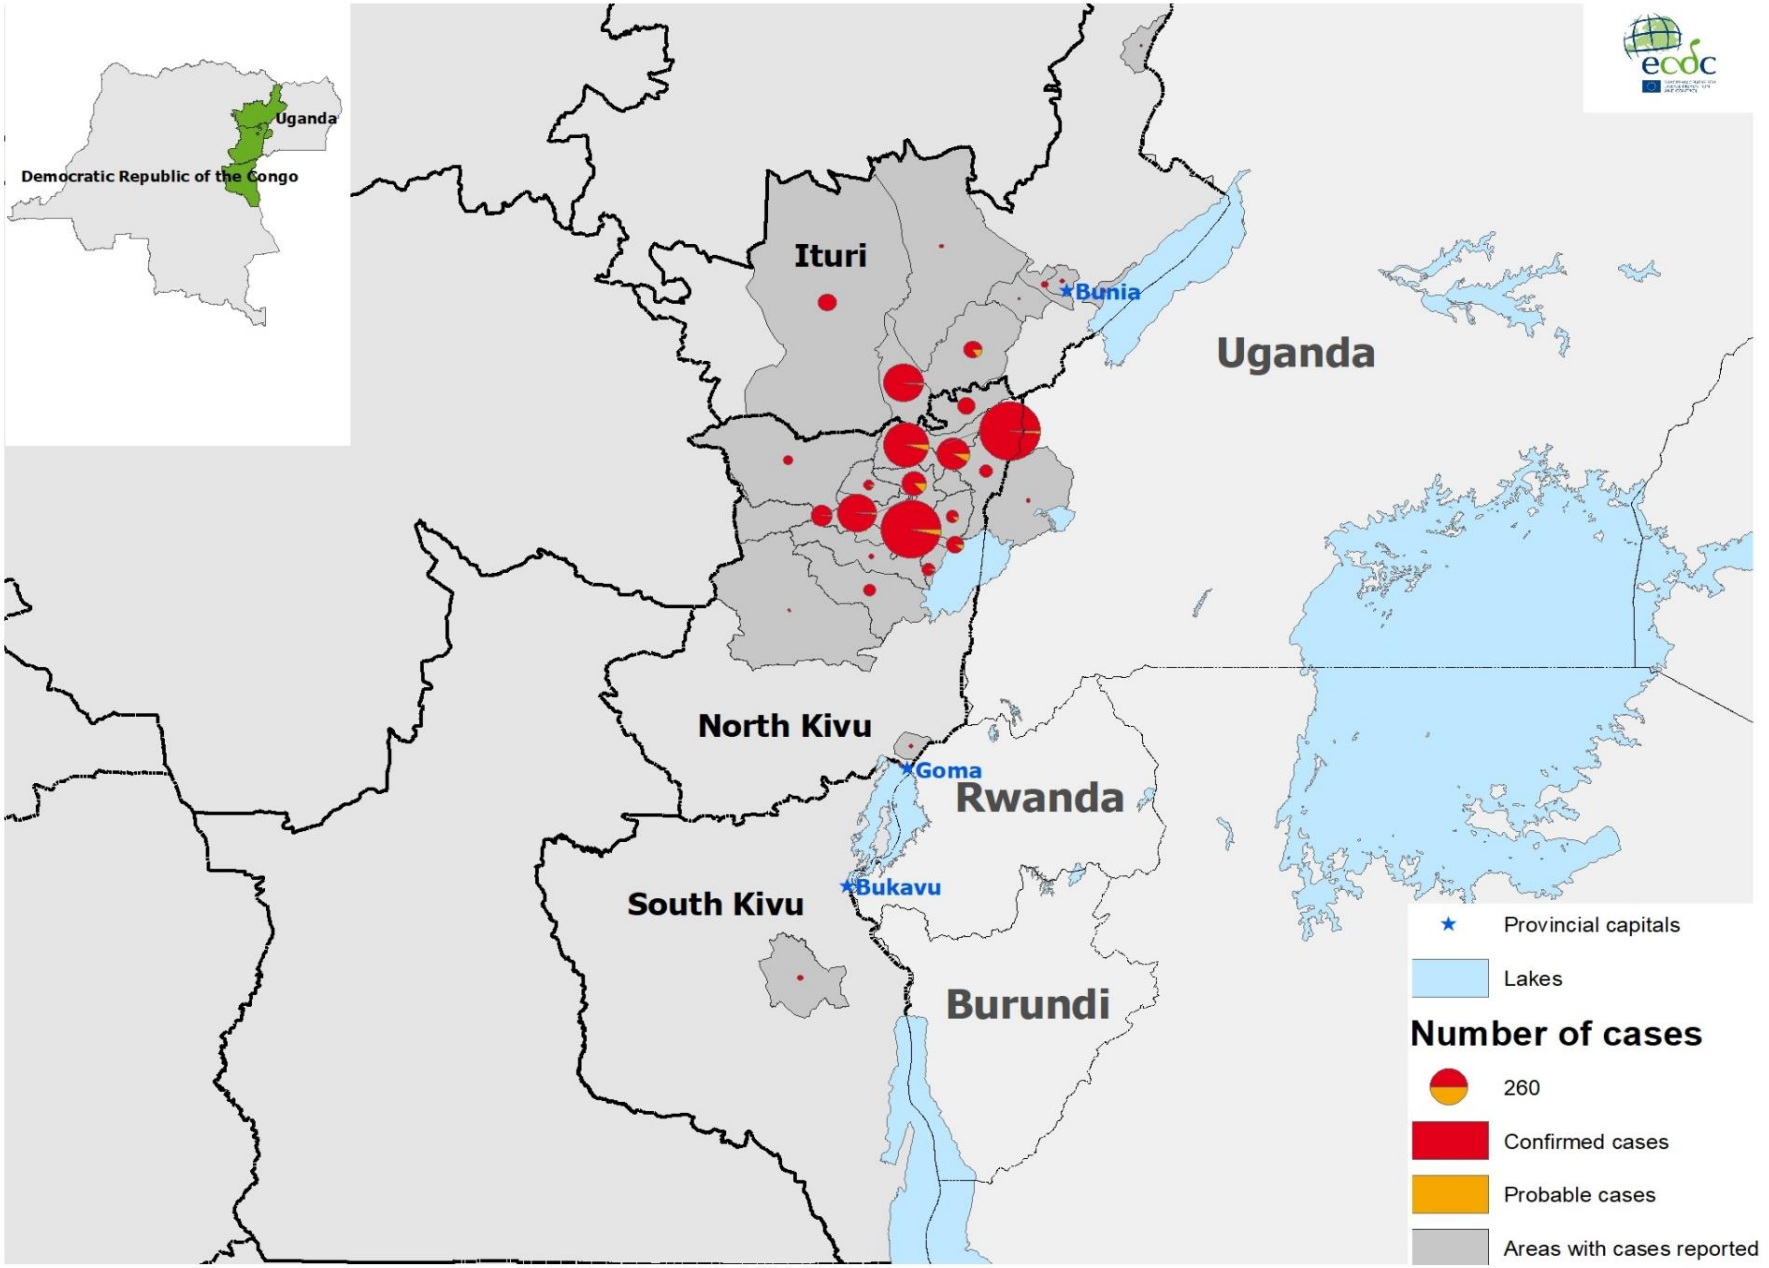 ecdc
Uganda
Democratic Republic of the Congo
Ituri
Bunia
Uganda
North Kivu
Goma
Rwanda
Bukavu
South Kivu
Burundi
Provincial capitals
Lakes
Number of cases
260
Confirmed cases
Probable cases
Areas with cases reported